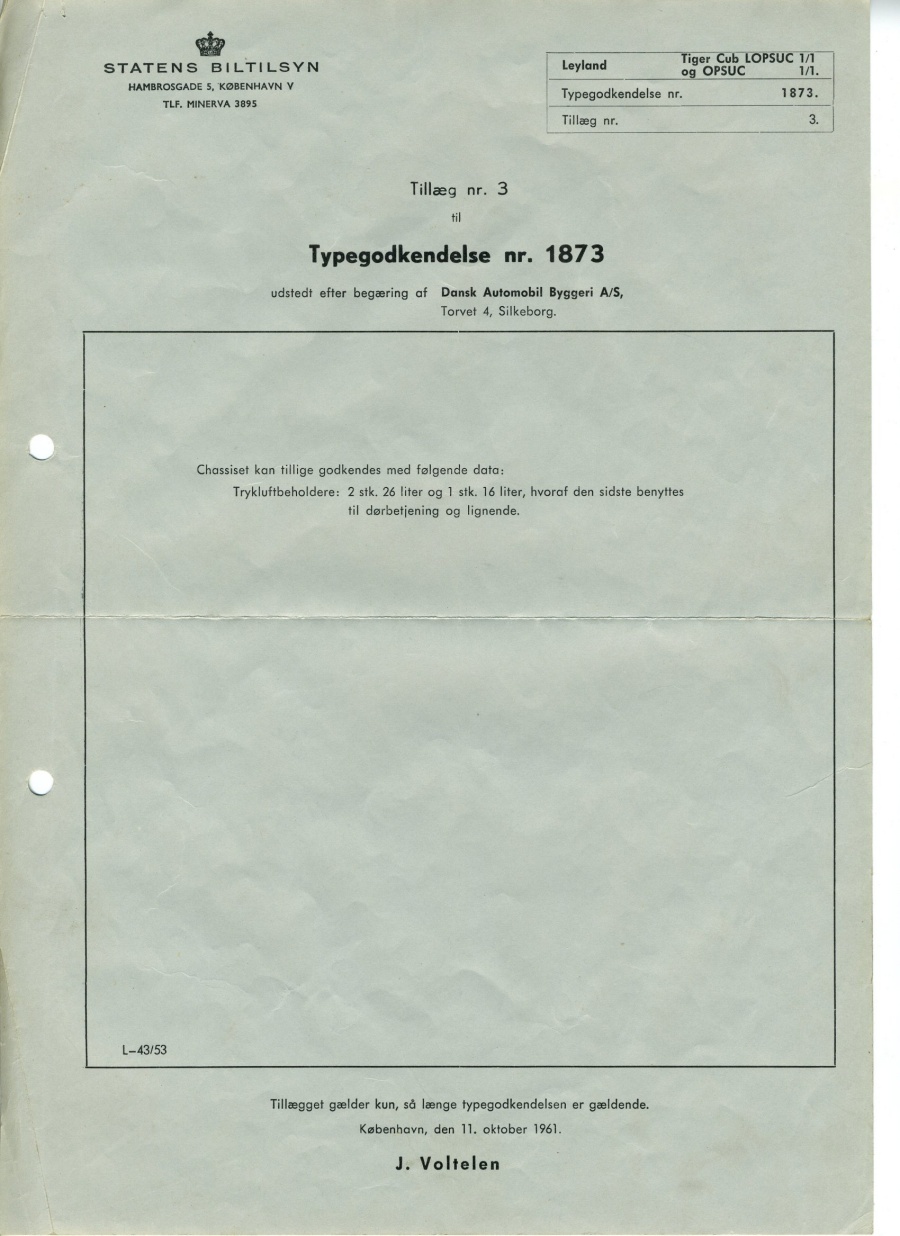 STATENS BILTILSYN
HAMBROSGADE 5, KØBENHAVN V
TLF. MINERVA 3895
Leyland Tiger Cub LOPSUC 1/1
og OPSUC 1/1.
Typegodkendelse nr. 1873.
Tillæg nr. 3.
Tillæg nr. 3
til
Typegodkendelse nr. 1873
udstedt efter begæring af Dansk Automobil Byggeri A/S,
Torvet 4, Silkeborg.
Chassiset kan tillige godkendes med følgende data:
Trykluftbeholdere: 2 stk. 26 liter og 1 stk. 16 liter, hvoraf den sidste benyttes
til dørbetjening og lignende.
L-43/53
Tillægget gælder kun, så længe typegodkendelsen er gældende.
København, den 11. oktober 1961.
J. Voltelen